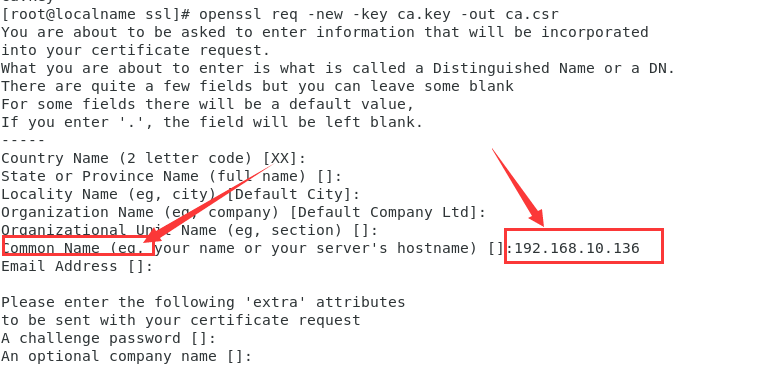 [root@localname ssl]# openssl req -new -key ca.key -out ca.csr
You are about to be asked to enter information that will be incorporated
into your certificate request.
What you are about to enter is what is called a Distinguished Name or a DN.
There are quite a few fields but you can leave some blank
For some fields there will be a default value,
If you enter '.', the field will be left blank.
-----
Country Name (2 letter code) [XX]:
State or Province Name (full name) []:
Locality Name (eg, city) [Default City]:
Organization Name (eg, company) [Default Company Ltd]:
Organizational Unit Name (eg, section) []:
Common Name (eg, your name or your server's hostname) []:192.168.10.136
Email Address []:

Please enter the following 'extra' attributes
to be sent with your certificate request
A challenge password []:
An optional company name []: